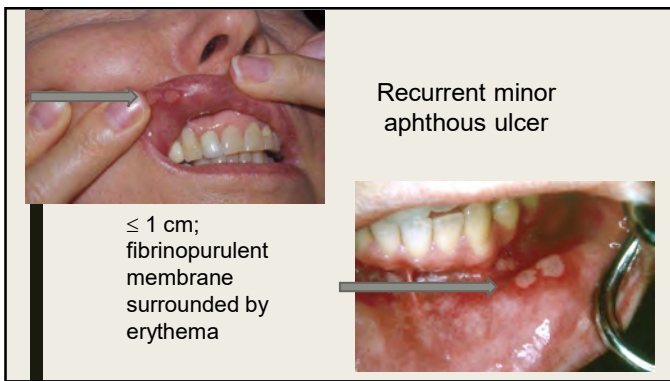 Recurrent minor
aphthous ulcer
≤ 1 cm;
fibrinopurulent
membrane
surrounded by
erythema